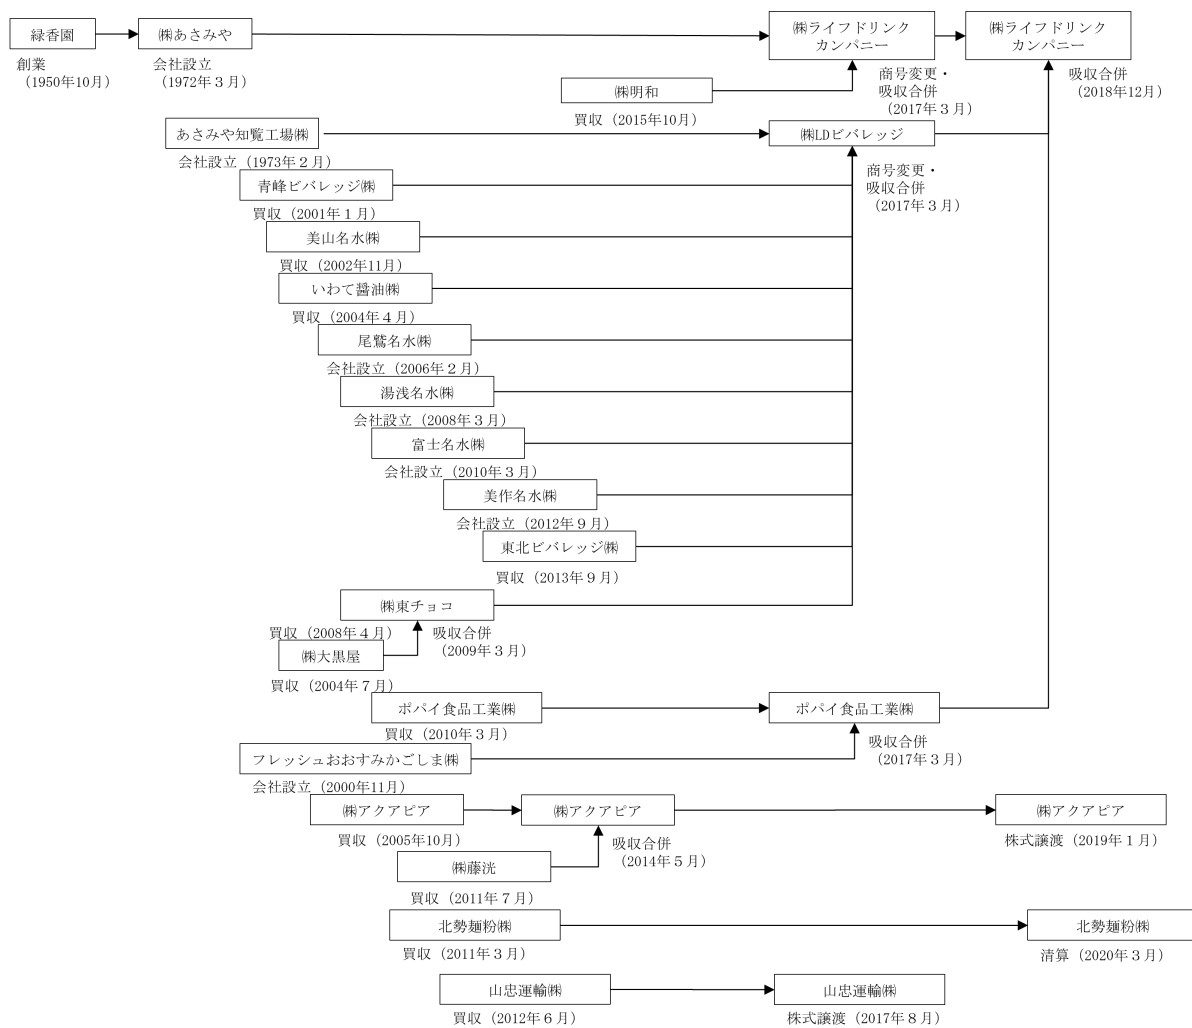 緑香園
創業
（1950年10月）
㈱あさみや
会社設立
（1972年３月）
㈱ライフドリンク
カンパニー
商号変更・
吸収合併
（2017年３月）
㈱ライフドリンク
カンパニー
吸収合併
（2018年12月）
㈱明和
買収（2015年10月）
あさみや知覧工場㈱
会社設立（1973年２月）
㈱LDビバレッジ
商号変更・
吸収合併
（2017年３月）
青峰ビバレッジ㈱
買収（2001年１月）
美山名水㈱
買収（2002年11月）
いわて醤油㈱
買収（2004年４月）
尾鷲名水㈱
会社設立（2006年２月）
湯浅名水㈱
会社設立（2008年３月）
富士名水㈱
会社設立（2010年３月）
美作名水㈱
会社設立（2012年９月）
東北ビバレッジ㈱
買収（2013年９月）
㈱東チョコ
買収（2008年４月）
吸収合併
（2009年３月）
㈱大黒屋
買収（2004年７月）
ポパイ食品工業㈱
買収（2010年３月）
ポパイ食品工業㈱
吸収合併
（2017年３月）
フレッシュおおすみかごしま㈱
会社設立（2000年11月）
㈱アクアピア
買収（2005年10月）
㈱アクアピア
吸収合併
（2014年５月）
㈱アクアピア
株式譲渡（2019年１月）
㈱藤洸
買収（2011年７月）
北勢麺粉㈱
買収（2011年３月）
北勢麺粉㈱
清算（2020年３月）
山忠運輸㈱
買収（2012年６月）
山忠運輸㈱
株式譲渡（2017年８月）